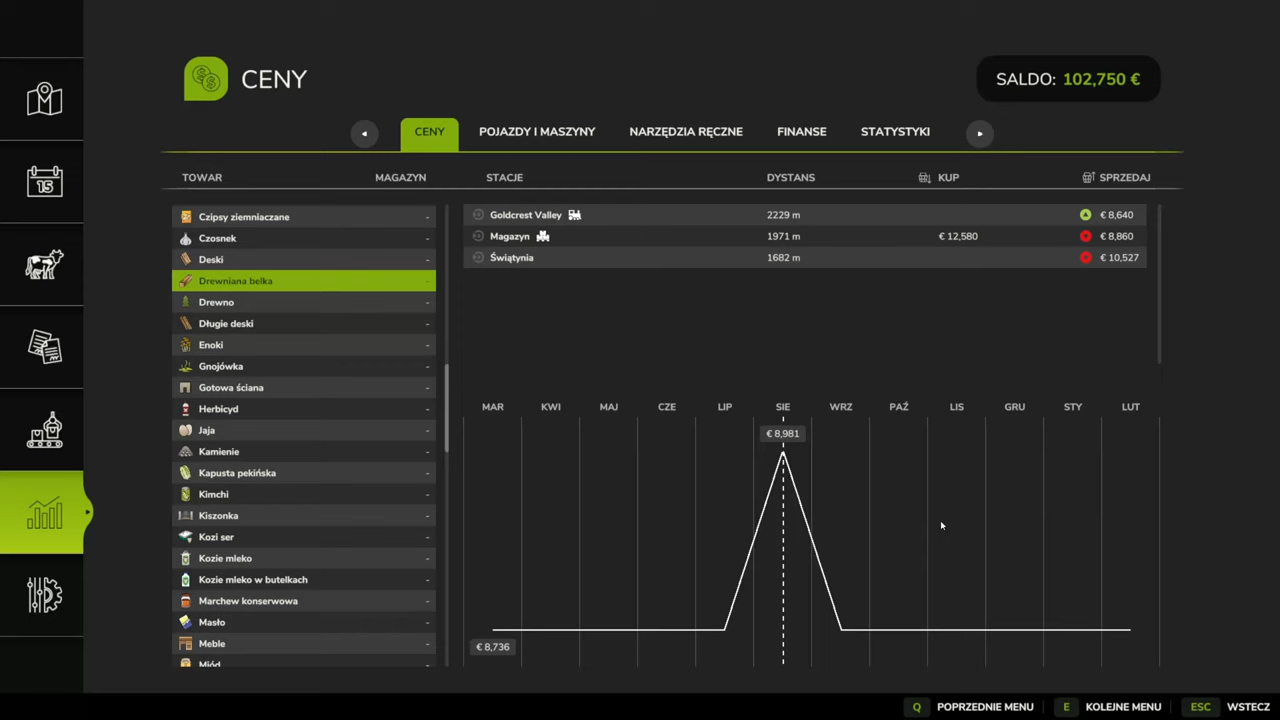 CENY
SALDO: 102,750 €
CENY POJAZDY I MASZYNY NARZĘDZIA RĘCZNE FINANSE STATYSTYKI
TOWAR MAGAZYN STACJE DYSTANS KUP SPRZEDAJ
15
Czipsy ziemniaczane -
Czosnek -
Deski -
Drewniana belka -
Drewno -
Długie deski -
Enoki -
Gnojówka -
Gotowa ściana -
Herbicyd -
Jaja -
Kamienie -
Kapusta pekińska -
Kimchi -
Kiszonka -
Kozi ser -
Kozie mleko -
Kozie mleko w butelkach -
Marchew konserwowa -
Masło -
Meble -
Miód
Goldcrest Valley 2229 m € 8,640
Magazyn 1971 m € 12,580 € 8,860
Świątynia 1682 m € 10,527
MAR KWI MAJ CZE LIP SIE WRZ PAŹ LIS GRU STY LUT
€ 8,981
€ 8,736
Q POPRZEDNIE MENU E KOLEJNE MENU ESC WSTECZ